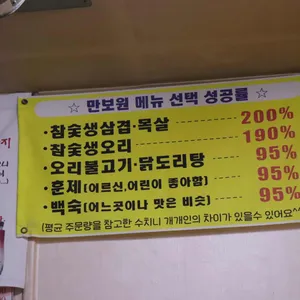 ☆ 만보원 메뉴 선택 성공률 ☆
·참숯생삼겹·목살 200%
·참숯생오리 190%
·오리불고기·닭도리탕 95%
·훈제(어르신,어린이 좋아함) 95%
·백숙(어느곳이나 맛은 비슷) 95%
(평균 주문량을 참고한 수치니 개개인의 차이가 있을수 있어요^^
지